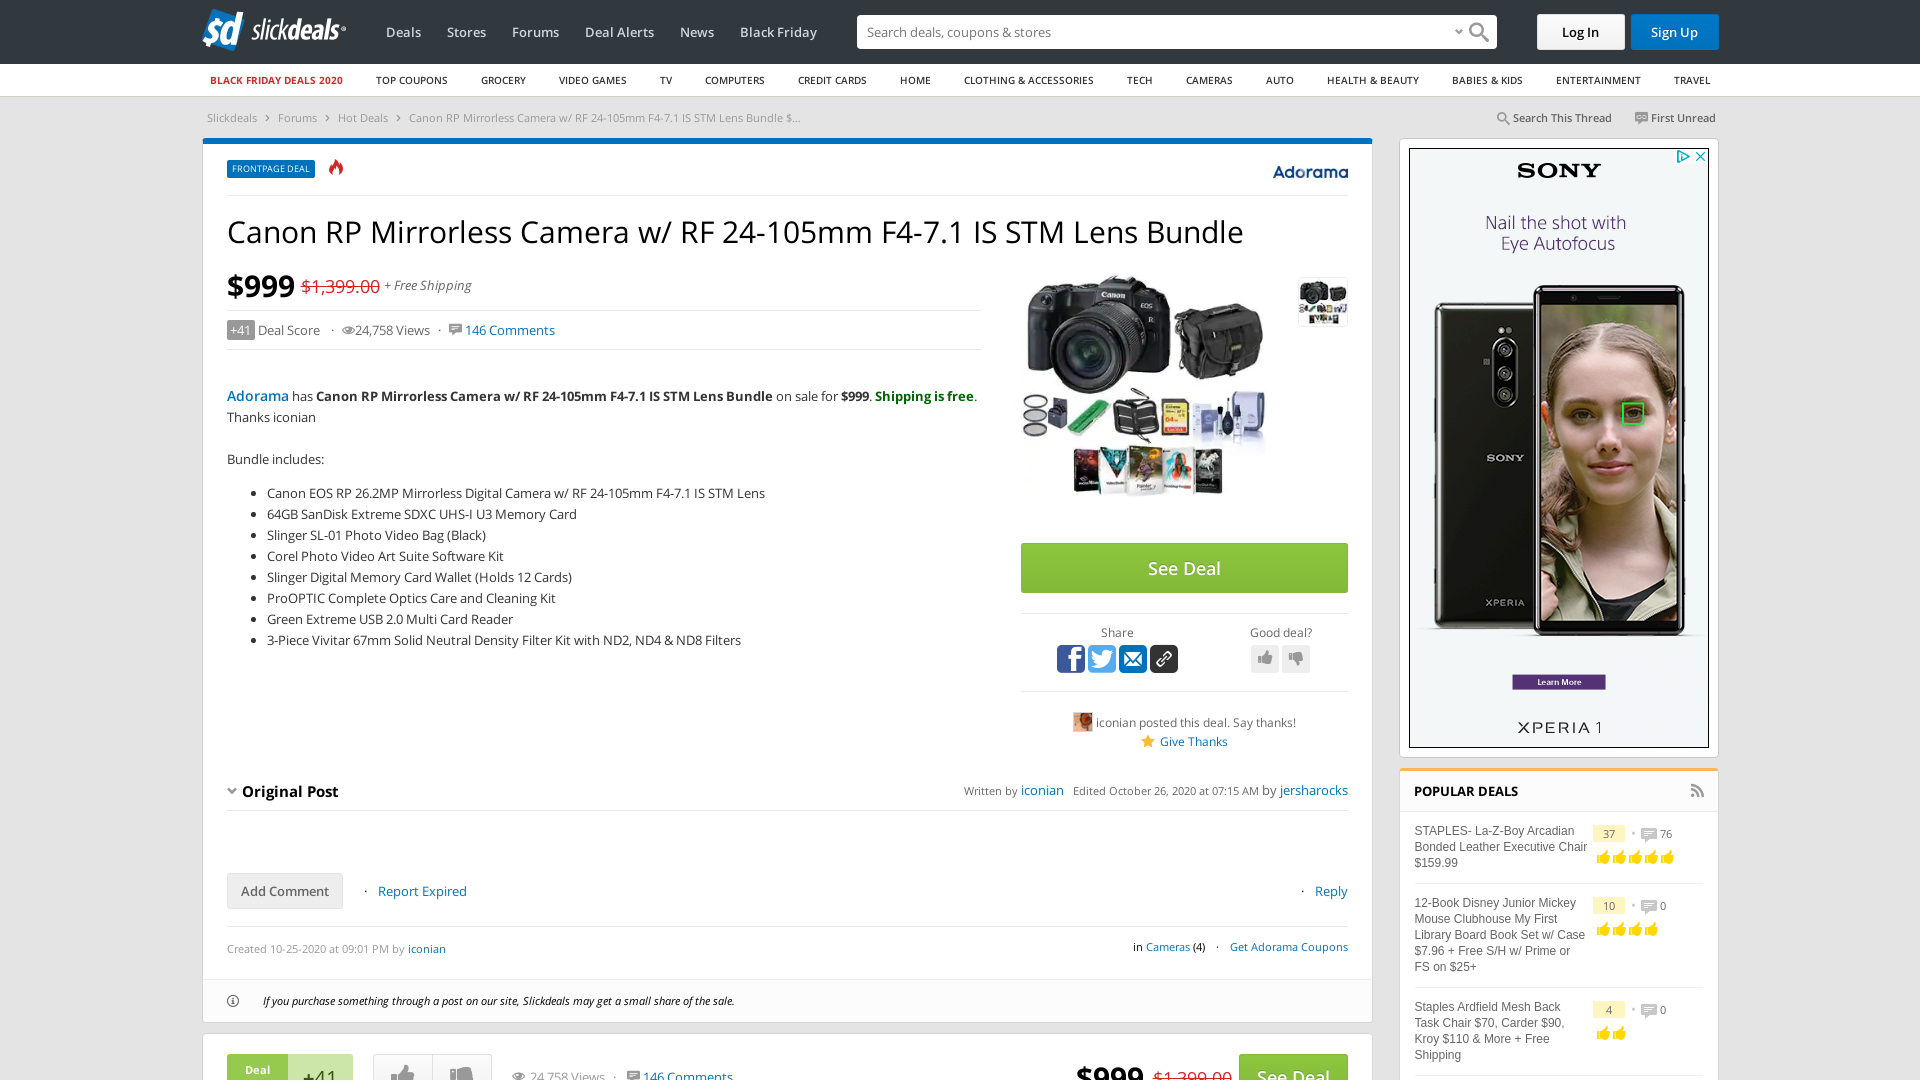 slickdeals
Deals
Stores
Forums
Deal Alerts
News
Black Friday
Search deals, coupons & stores
Log In
Sign Up
BLACK FRIDAY DEALS 2020
TOP COUPONS
GROCERY
VIDEO GAMES
TV
COMPUTERS
CREDIT CARDS
HOME
CLOTHING & ACCESSORIES
TECH
CAMERAS
AUTO
HEALTH & BEAUTY
BABIES & KIDS
ENTERTAINMENT
TRAVEL
Slickdeals > Forums > Hot Deals > Canon RP Mirrorless Camera w/ RF 24-105mm F4-7.1 IS STM Lens Bundle $...
Search This Thread
First Unread
FRONTPAGE DEAL
Adorama
Canon RP Mirrorless Camera w/ RF 24-105mm F4-7.1 IS STM Lens Bundle
$999 $1,399.00 + Free Shipping
+41 Deal Score · 24,758 Views · 146 Comments
Adorama has Canon RP Mirrorless Camera w/ RF 24-105mm F4-7.1 IS STM Lens Bundle on sale for $999. Shipping is free.
Thanks iconian
Bundle includes:
• Canon EOS RP 26.2MP Mirrorless Digital Camera w/ RF 24-105mm F4-7.1 IS STM Lens
• 64GB SanDisk Extreme SDXC UHS-I U3 Memory Card
• Slinger SL-01 Photo Video Bag (Black)
• Corel Photo Video Art Suite Software Kit
• Slinger Digital Memory Card Wallet (Holds 12 Cards)
• ProOPTIC Complete Optics Care and Cleaning Kit
• Green Extreme USB 2.0 Multi Card Reader
• 3-Piece Vivitar 67mm Solid Neutral Density Filter Kit with ND2, ND4 & ND8 Filters
Canon
EOS
See Deal
Share
Good deal?
iconian posted this deal. Say thanks!
Give Thanks
Original Post
Written by iconian Edited October 26, 2020 at 07:15 AM by jersharocks
Add Comment
· Report Expired
· Reply
Created 10-25-2020 at 09:01 PM by iconian
in Cameras (4) · Get Adorama Coupons
If you purchase something through a post on our site, Slickdeals may get a small share of the sale.
Deal
+41
24,758 Views · 146 Comments
$999 $1,399.00
See Deal
SONY
Nail the shot with
Eye Autofocus
SONY
XPERIA
Learn More
XPERIA 1
POPULAR DEALS
STAPLES- La-Z-Boy Arcadian
Bonded Leather Executive Chair
$159.99
37 • 76
12-Book Disney Junior Mickey
Mouse Clubhouse My First
Library Board Book Set w/ Case
$7.96 + Free S/H w/ Prime or
FS on $25+
10 • 0
Staples Ardfield Mesh Back
Task Chair $70, Carder $90,
Kroy $110 & More + Free
Shipping
4 • 0